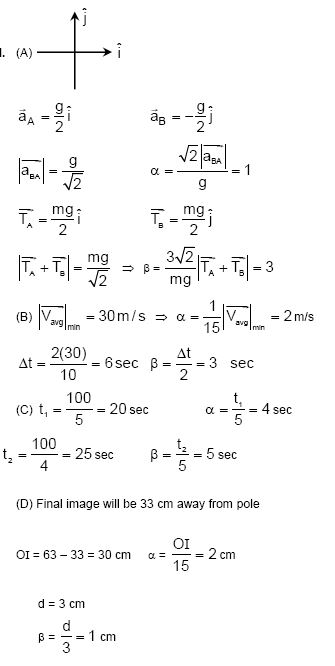 ĵ
I. (A) î
a⃗_A = g/2 î a⃗_B = -g/2 ĵ
|a⃗_BA| = g/√2 α = √2|a⃗_BA|/g = 1
T⃗_A = mg/2 î T⃗_B = mg/2 ĵ
|T⃗_A + T⃗_B| = mg/√2 ⇒ β = 3√2/mg |T⃗_A + T⃗_B| = 3
(B) |V⃗_avg|_min = 30 m/s ⇒ α = 1/15 |V⃗_avg|_min = 2 m/s
Δt = 2(30)/10 = 6 sec β = Δt/2 = 3 sec
(C) t₁ = 100/5 = 20 sec α = t₁/5 = 4 sec
t₂ = 100/4 = 25 sec β = t₂/5 = 5 sec
(D) Final image will be 33 cm away from pole
OI = 63 – 33 = 30 cm α = OI/15 = 2 cm
d = 3 cm
β = d/3 = 1 cm